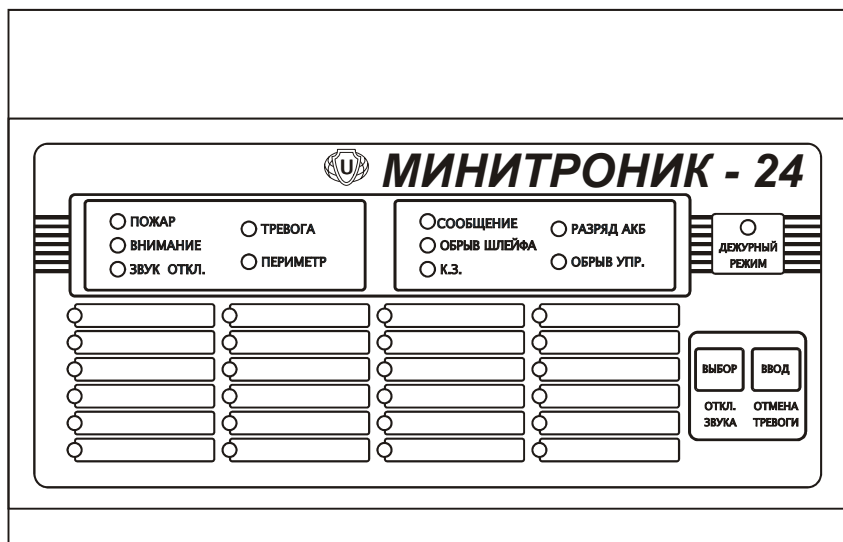 U
МИНИТРОНИК - 24
ПОЖАР
ВНИМАНИЕ
ЗВУК ОТКЛ.
ТРЕВОГА
ПЕРИМЕТР
СООБЩЕНИЕ
ОБРЫВ ШЛЕЙФА
К.З.
РАЗРЯД АКБ
ОБРЫВ УПР.
ДЕЖУРНЫЙ
РЕЖИМ
ВЫБОР
ВВОД
ОТКЛ.
ЗВУКА
ОТМЕНА
ТРЕВОГИ